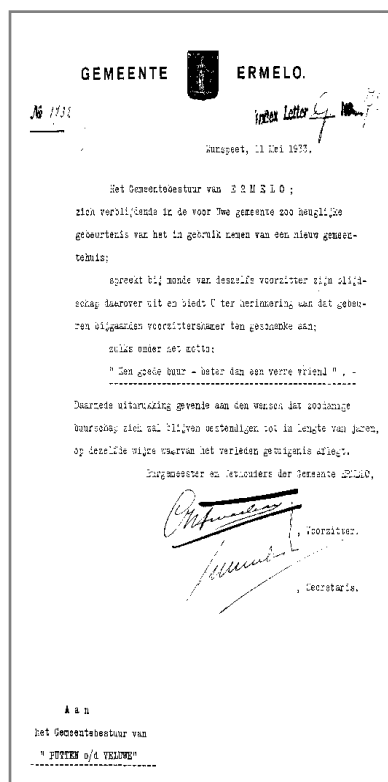 GEMEENTE ERMELO.
No 1932
Index Letter G No.
Nunspeet, 11 Mei 1933.
Het Gemeentebestuur van ERMELO;
zich verblijdende in de voor Uwe gemeente zoo heuglijke
gebeurtenis van het in gebruik nemen van een nieuw gemeen-
tehuis;
spreekt bij monde van deszelfs voorzitter zijn blijd-
schap daarover uit en biedt U ter herinnering aan dat gebeu-
ren bijgaanden voorzittershamer ten geschenke aan;
zulks onder het motto;
" Een goede buur - beter dan een verre vriend " . -
Daarmede uitdrukking gevende aan den wensch dat zoodanige
buurschap zich zal blijven bestendigen tot in lengte van jaren,
op dezelfde wijze waarvan het verleden getuigenis aflegt.
Burgemeester en Wethouders der Gemeente ERMELO,
, Voorzitter.
, Secretaris.
Aan
het Gemeentebestuur van
" PUTTEN o/d VELUWE"